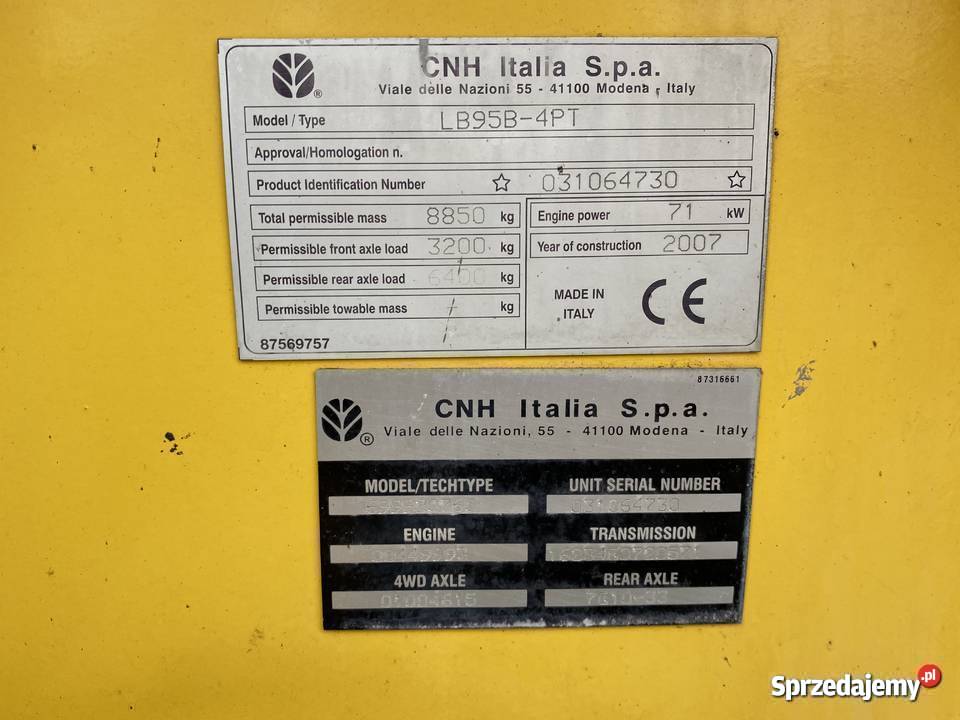 CNH Italia S.p.a.
Viale delle Nazioni 55 - 41100 Modena, Italy
Model / Type LB95B-4PT
Approval/Homologation n.
Product Identification Number 031064730
Total permissible mass 8850 kg
Engine power 71 kW
Permissible front axle load 3200 kg
Year of construction 2007
Permissible rear axle load 6400 kg
Permissible towable mass kg
MADE IN
ITALY
CE
87569757
87316661
CNH Italia S.p.a.
Viale delle Nazioni, 55 - 41100 Modena - Italy
MODEL/TECHTYPE UNIT SERIAL NUMBER
031064730
ENGINE TRANSMISSION
4WD AXLE REAR AXLE
Sprzedajemy.pl